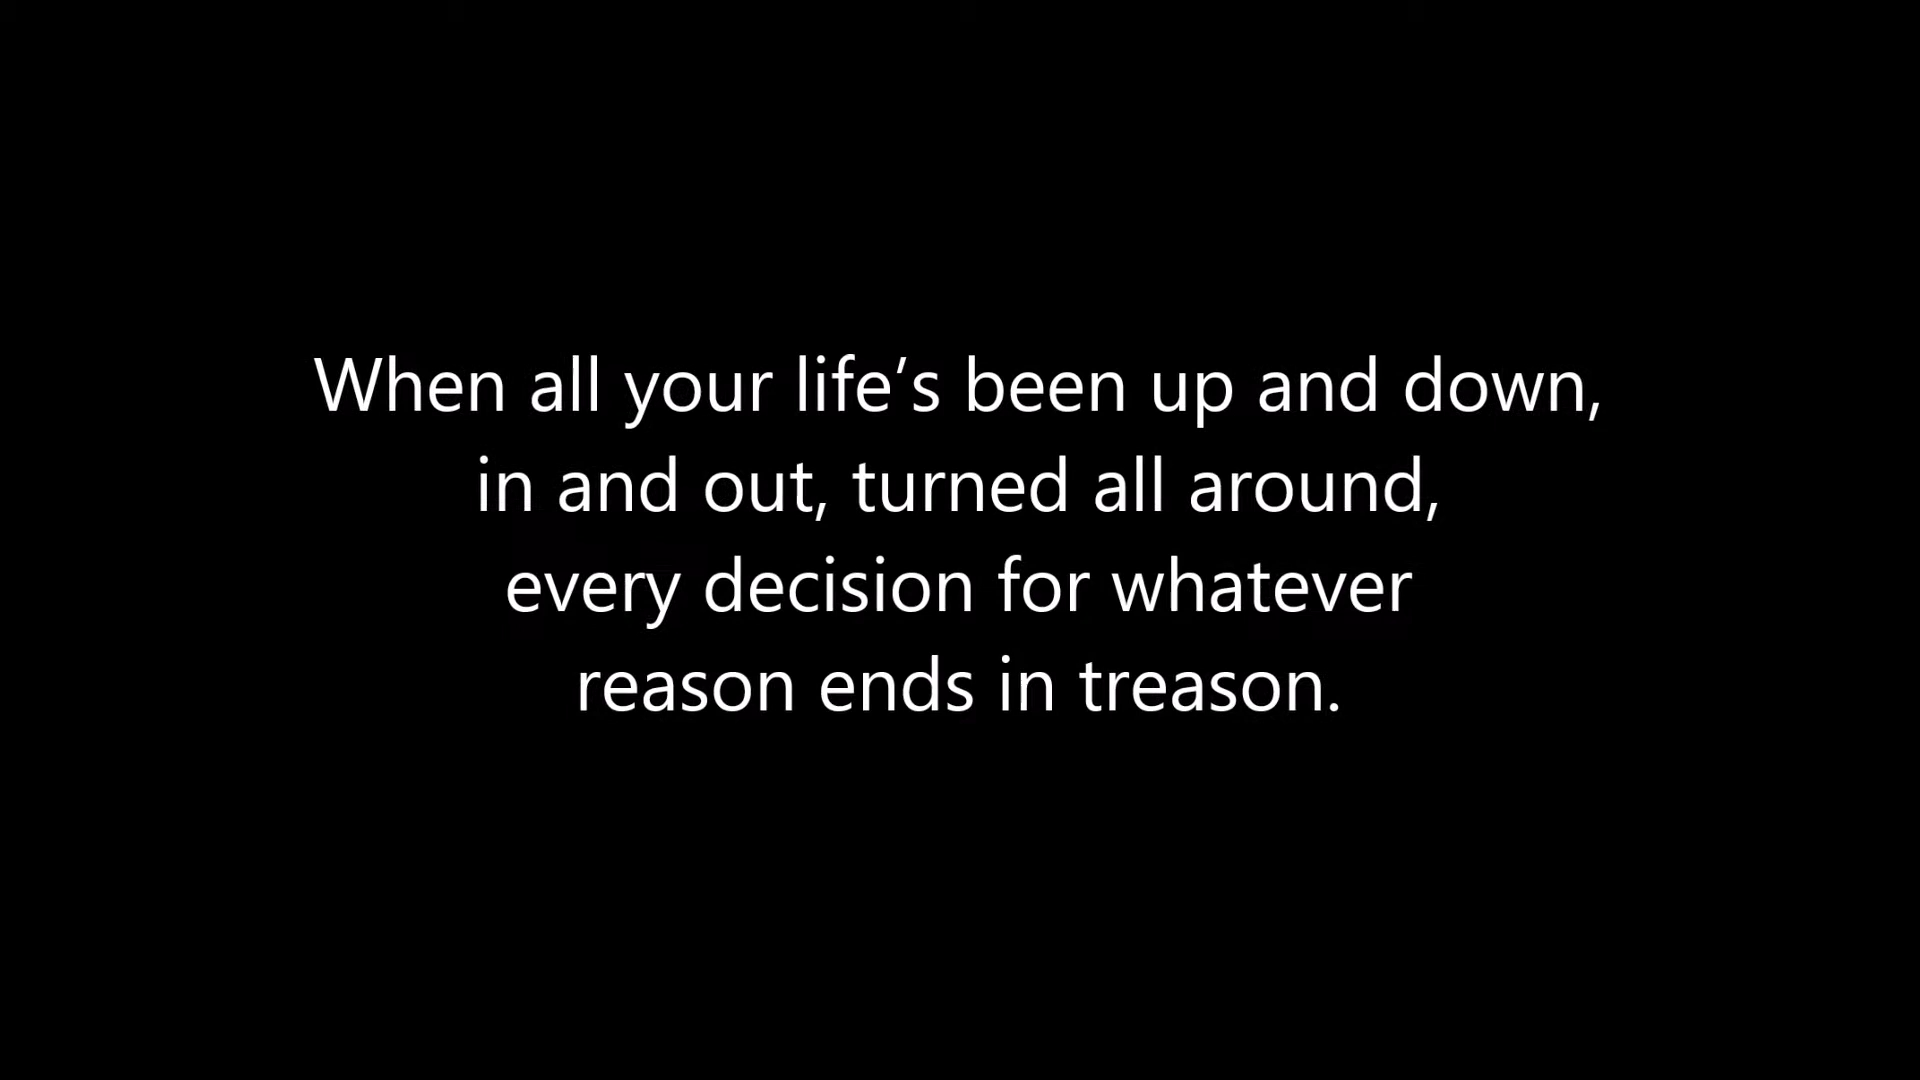 When all your life’s been up and down,
in and out, turned all around,
every decision for whatever
reason ends in treason.